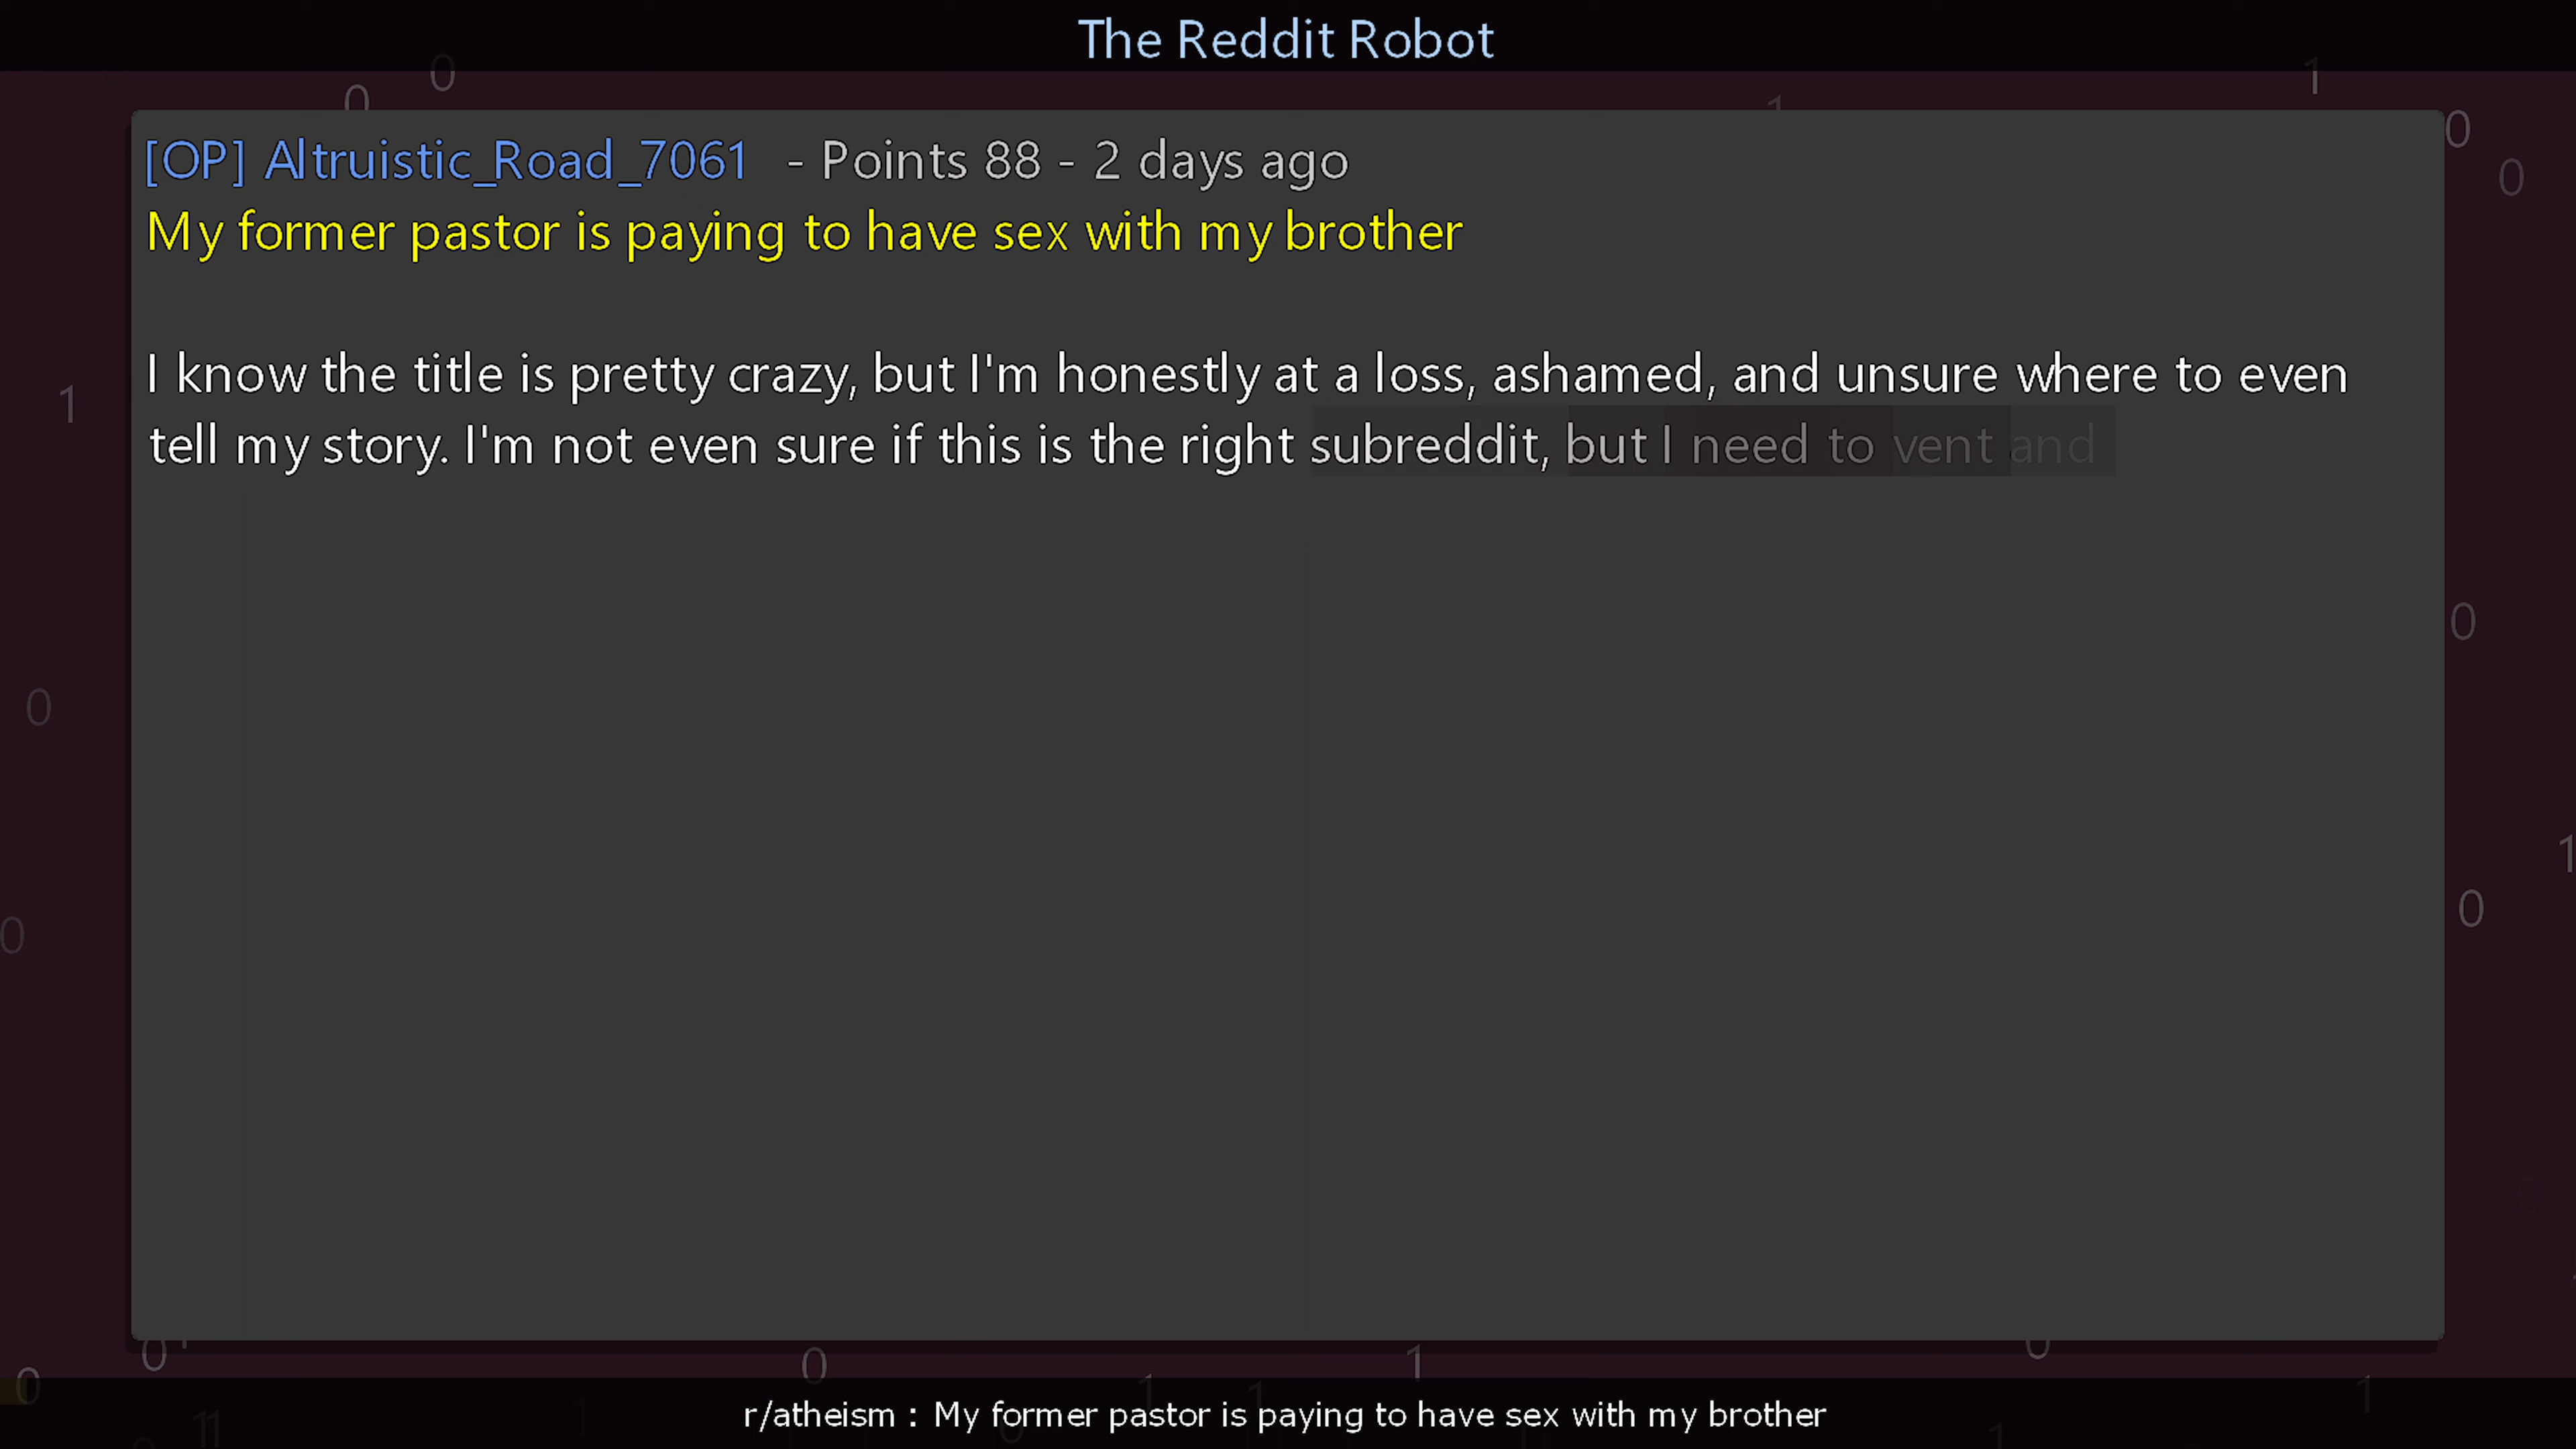 The Reddit Robot
[OP] Altruistic_Road_7061 - Points 88 - 2 days ago
My former pastor is paying to have sex with my brother
I know the title is pretty crazy, but I'm honestly at a loss, ashamed, and unsure where to even
tell my story. I'm not even sure if this is the right subreddit, but I need to vent and
r/atheism : My former pastor is paying to have sex with my brother